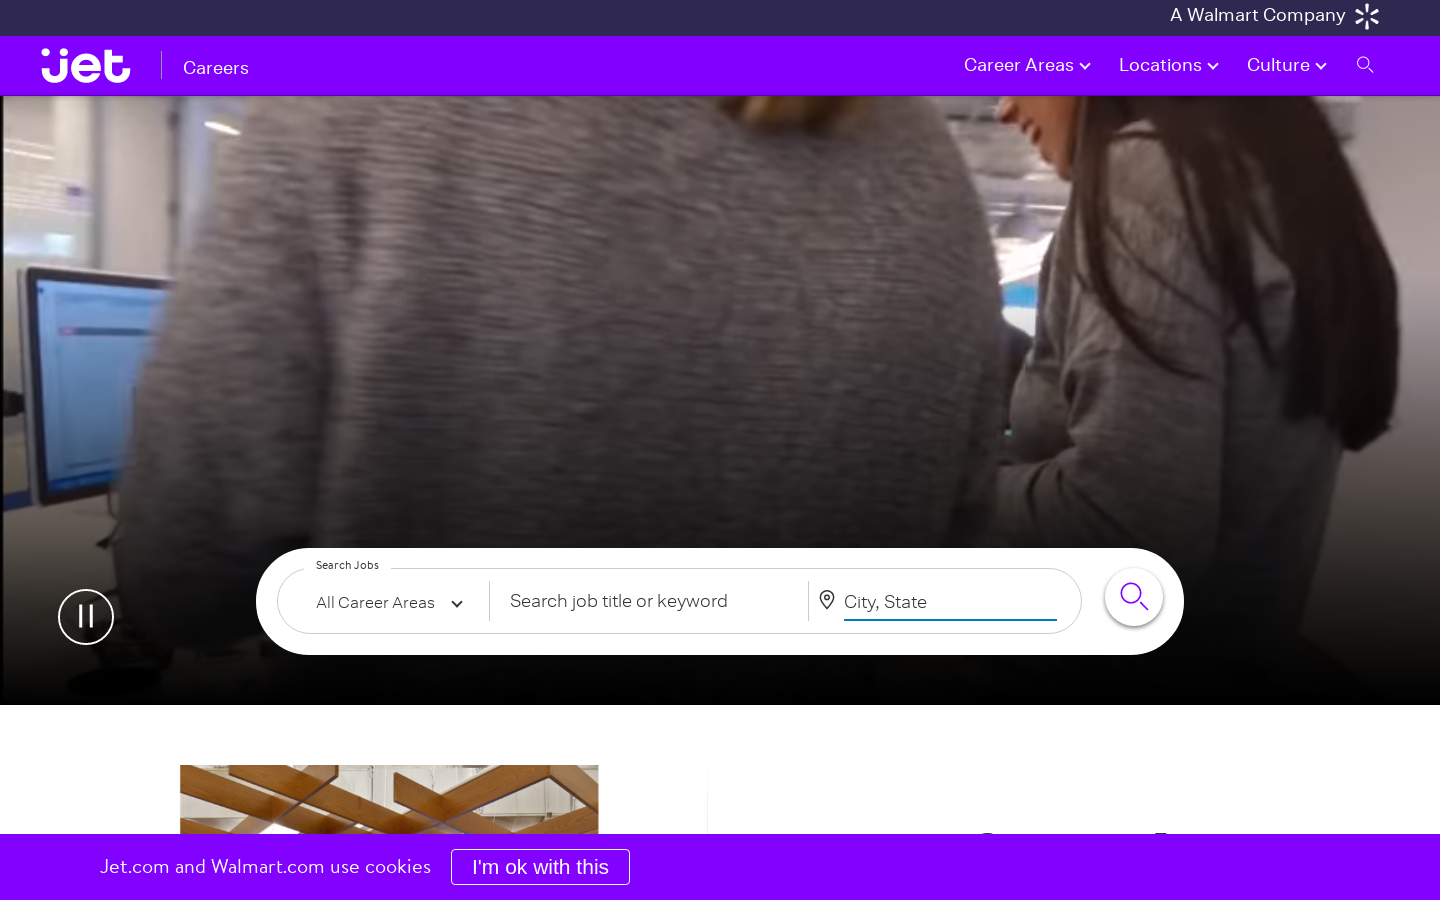 A Walmart Company
jet
Careers
Career Areas
Locations
Culture
Search Jobs
All Career Areas
Search job title or keyword
City, State
Jet.com and Walmart.com use cookies
I'm ok with this